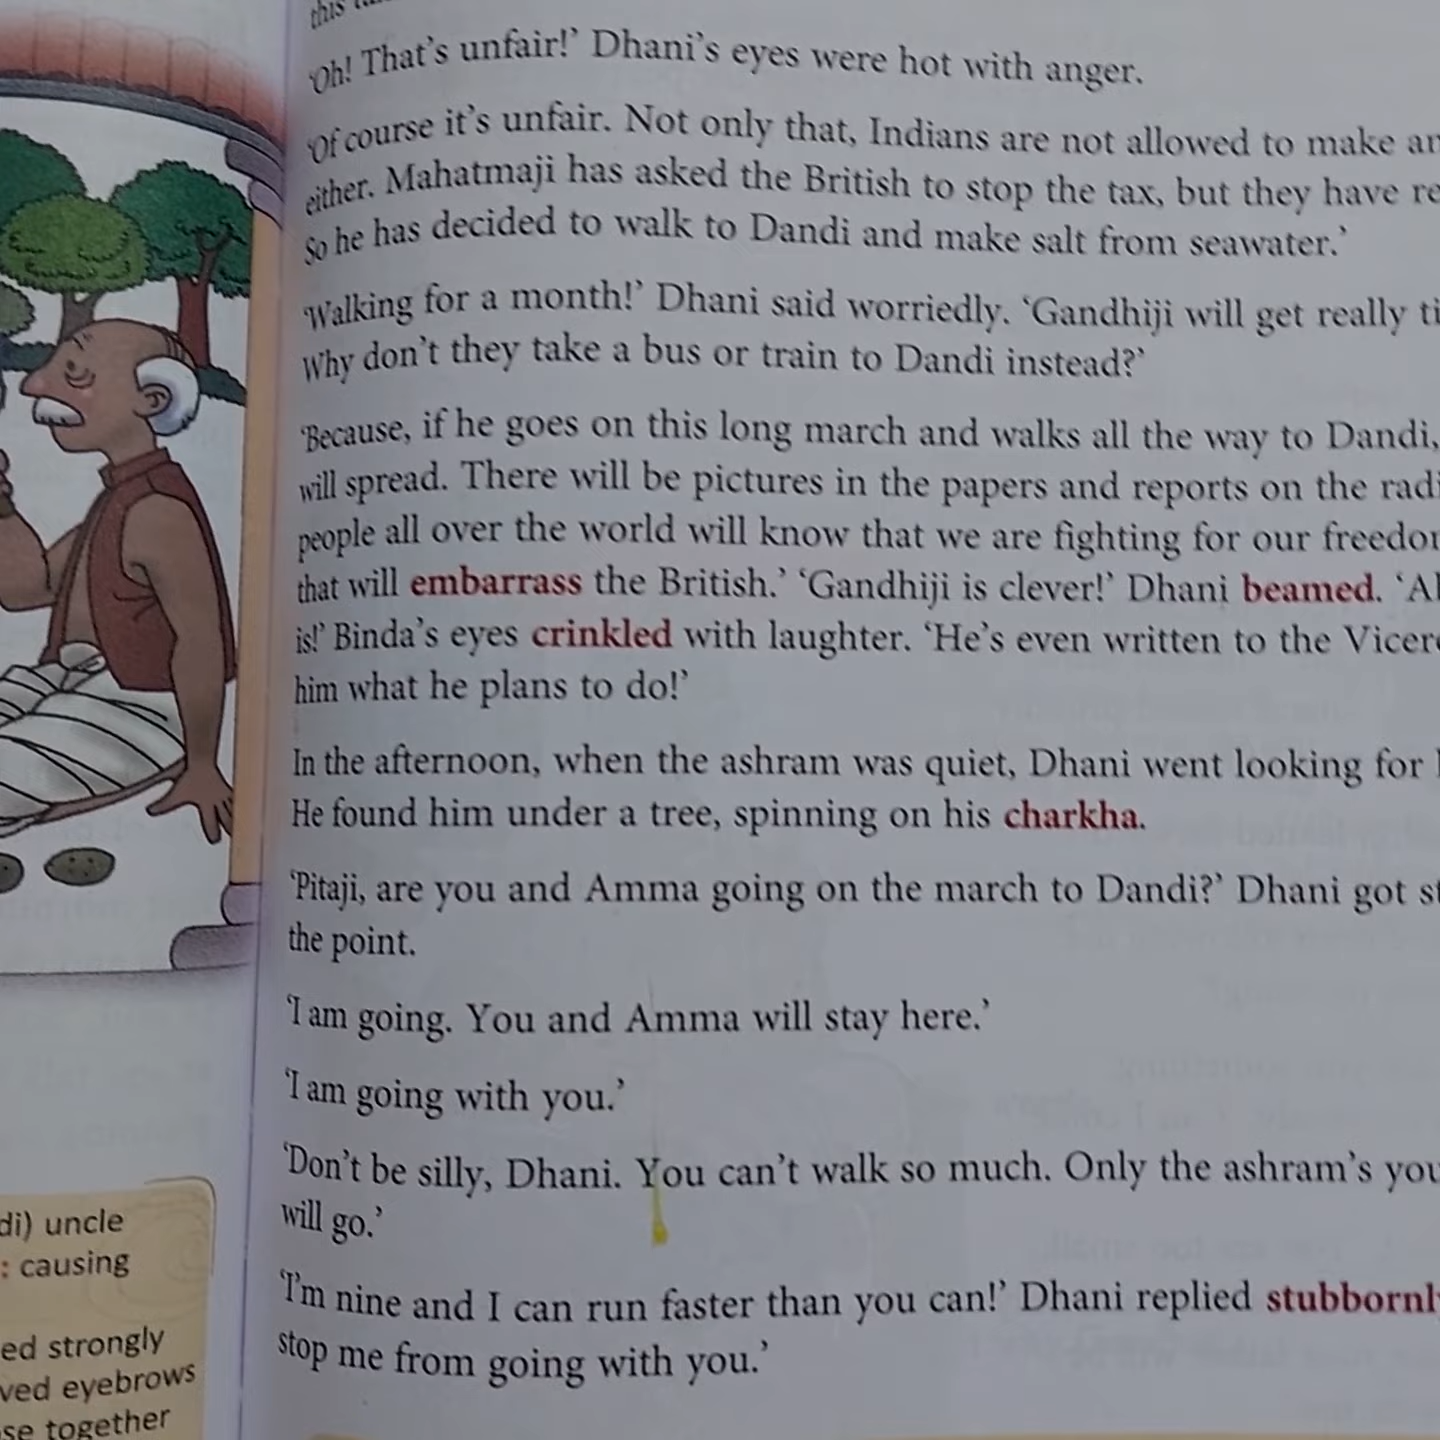 this
‘Oh! That’s unfair!’ Dhani’s eyes were hot with anger.
‘Of course it’s unfair. Not only that, Indians are not allowed to make
either. Mahatmaji has asked the British to stop the tax, but they have
So he has decided to walk to Dandi and make salt from seawater.’
‘Walking for a month!’ Dhani said worriedly. ‘Gandhiji will get really
Why don’t they take a bus or train to Dandi instead?’
‘Because, if he goes on this long march and walks all the way to Dandi,
will spread. There will be pictures in the papers and reports on the
people all over the world will know that we are fighting for our
that will embarrass the British.’ ‘Gandhiji is clever!’ Dhani beamed.
is!’ Binda’s eyes crinkled with laughter. ‘He’s even written to the
him what he plans to do!’
In the afternoon, when the ashram was quiet, Dhani went looking for
He found him under a tree, spinning on his charkha.
‘Pitaji, are you and Amma going on the march to Dandi?’ Dhani got
the point.
‘I am going. You and Amma will stay here.’
‘I am going with you.’
‘Don’t be silly, Dhani. You can’t walk so much. Only the ashram’s
will go.’
‘I’m nine and I can run faster than you can!’ Dhani replied
stop me from going with you.’
di) uncle
: causing
ed strongly
ved eyebrows
se together